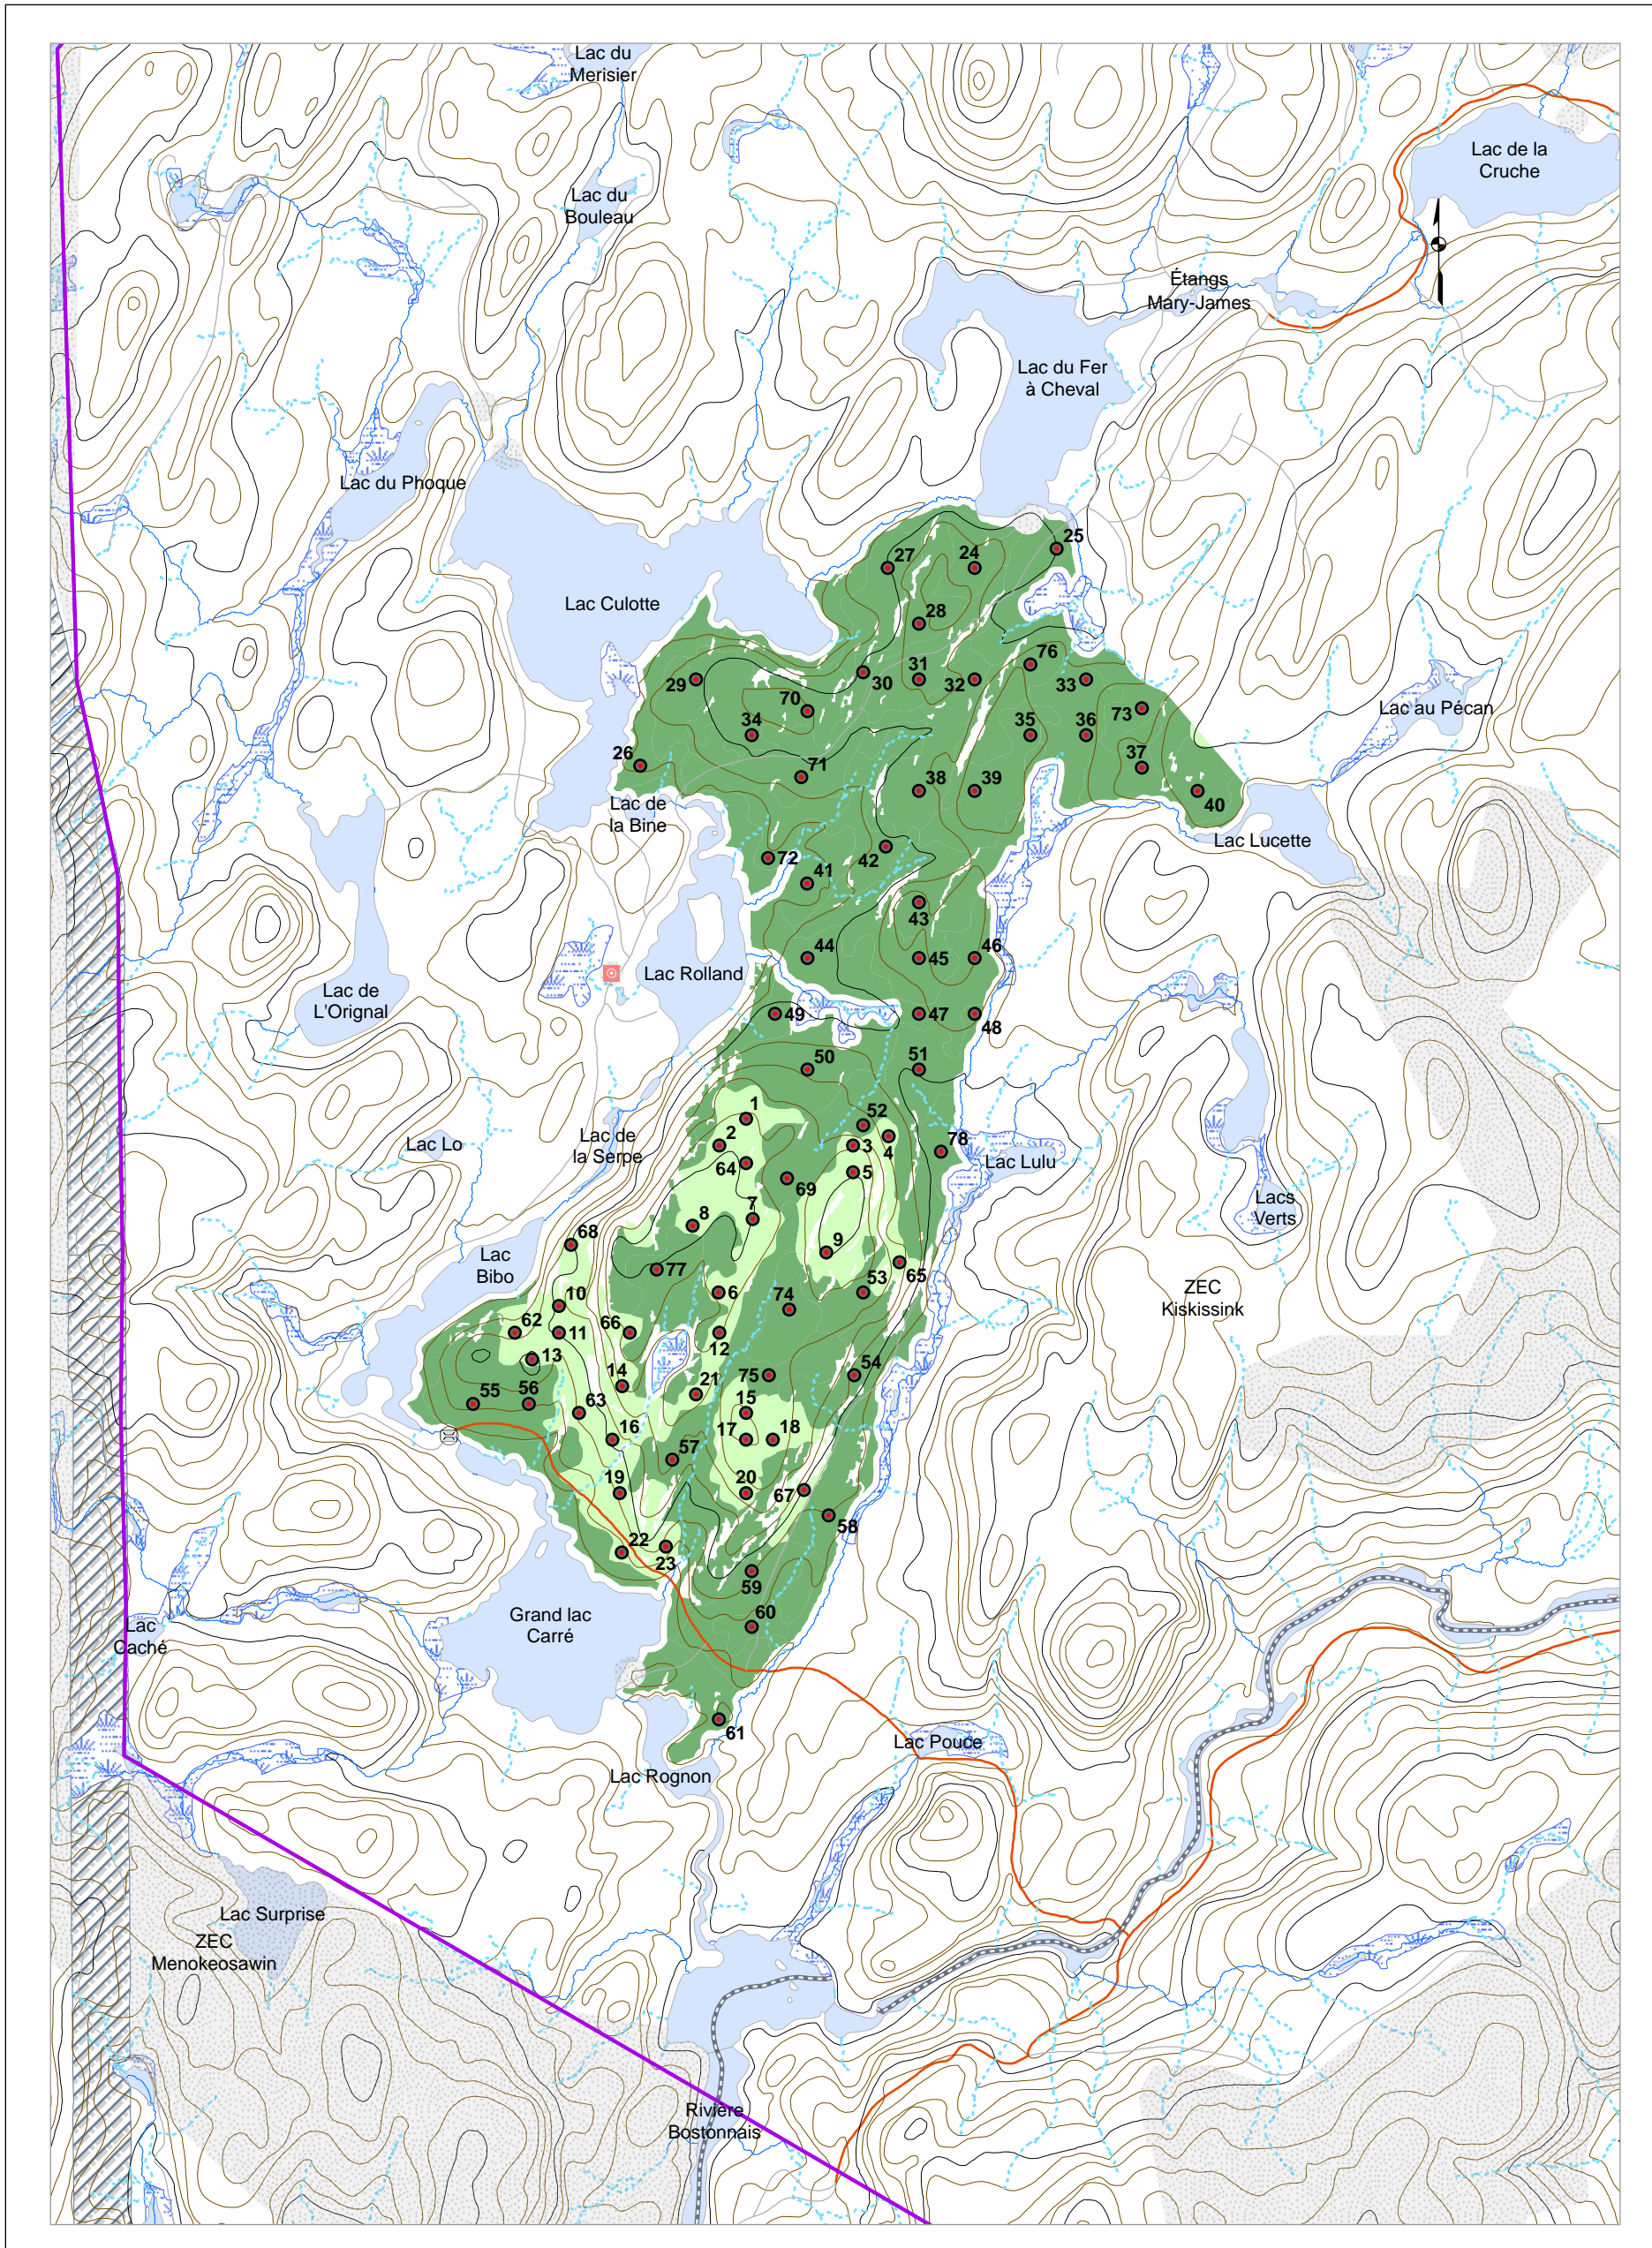 Lac du
Merisier
Lac de la
Cruche
Lac du
Bouleau
Étangs
Mary-James
Lac du Fer
à Cheval
Lac du Phoque
25
27
24
Lac Culotte
28
76
31
30
32
33
29
70
73
Lac au Pécan
34
35
36
26
37
71
38
39
40
Lac de
la Bine
Lac Lucette
42
72
41
43
44
46
45
Lac Rolland
Lac de
L'Orignal
49
47
48
50
51
1
52
2
3
78
Lac Lo
Lac de
la Serpe
4
64
Lac Lulu
5
69
7
Lacs
Verts
8
68
9
Lac
Bibo
65
77
53
ZEC
Kiskissink
10
6
74
62
11
66
12
13
54
14
75
21
55
56
63
15
16
17
18
57
19
20
67
58
22
23
59
Grand lac
Carré
60
Lac
Caché
61
Lac Pouce
Lac Rognon
Lac Surprise
ZEC
Menokeosawin
Rivière
Bostonnais